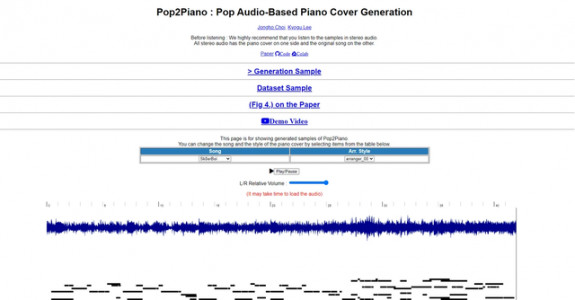 Pop2Piano : Pop Audio-Based Piano Cover Generation
Jongho Choi, Kyogu Lee
Before listening : We highly recommend that you listen to the samples in stereo audio.
All stereo audio has the piano cover on one side and the original song on the other.
Paper Code Colab
> Generation Sample
Dataset Sample
(Fig 4.) on the Paper
Demo Video
This page is for showing generated samples of Pop2Piano
You can change the song and the style of the piano cover by selecting items from the table below
Song Arr. Style
Play/Pause
L/R Relative Volume
(It may take time to load the audio)